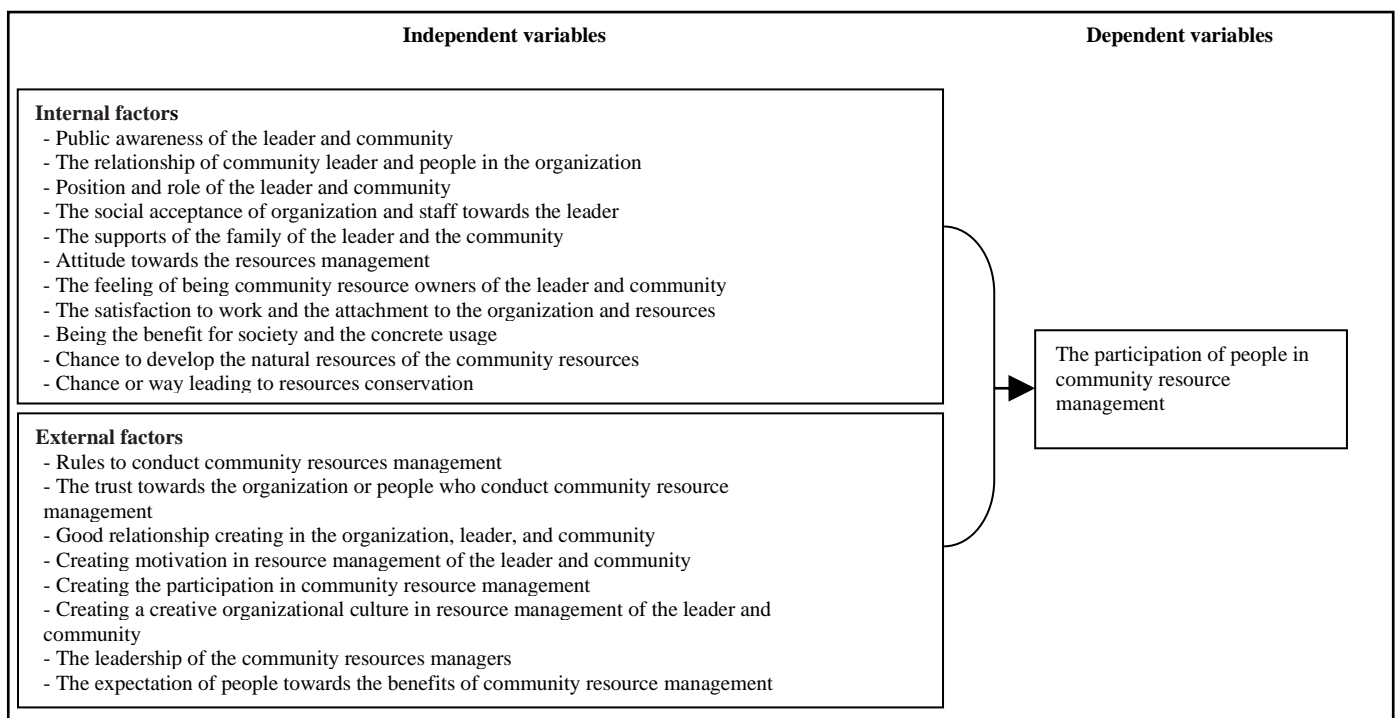 Independent variables
Dependent variables
Internal factors
- Public awareness of the leader and community
- The relationship of community leader and people in the organization
- Position and role of the leader and community
- The social acceptance of organization and staff towards the leader
- The supports of the family of the leader and the community
- Attitude towards the resources management
- The feeling of being community resource owners of the leader and community
- The satisfaction to work and the attachment to the organization and resources
- Being the benefit for society and the concrete usage
- Chance to develop the natural resources of the community resources
- Chance or way leading to resources conservation
External factors
- Rules to conduct community resources management
- The trust towards the organization or people who conduct community resource
management
- Good relationship creating in the organization, leader, and community
- Creating motivation in resource management of the leader and community
- Creating the participation in community resource management
- Creating a creative organizational culture in resource management of the leader and
community
- The leadership of the community resources managers
- The expectation of people towards the benefits of community resource management
The participation of people in
community resource
management